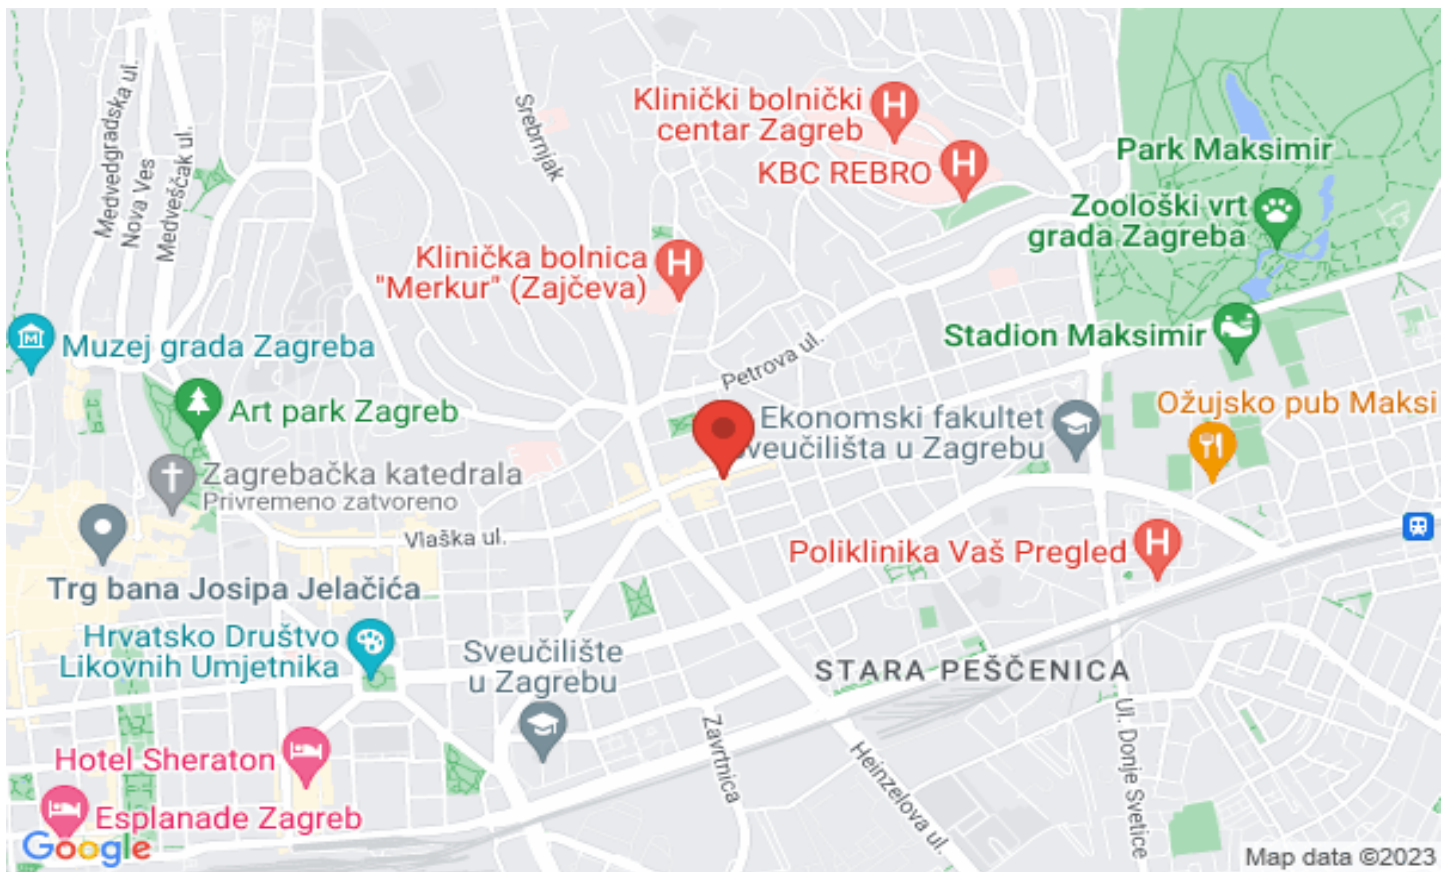 Medvedgradska ul.
Nova Ves
Medveščak ul.
Srebrnjak
Klinički bolnički
centar Zagreb
KBC REBRO
Park Maksimir
Zoološki vrt
grada Zagreba
Klinička bolnica
"Merkur" (Zajčeva)
Stadion Maksimir
Muzej grada Zagreba
Petrova ul.
Art park Zagreb
Ekonomski fakultet
sveučilišta u Zagrebu
Ožujsko pub Maksi
Zagrebačka katedrala
Privremeno zatvoreno
Vlaška ul.
Poliklinika Vaš Pregled
Trg bana Josipa Jelačića
Hrvatsko Društvo
Likovnih Umjetnika
Sveučilište
u Zagrebu
STARA PEŠČENICA
Zavrtnica
Heinzelova ul.
Ul. Donje Svetice
Hotel Sheraton
Esplanade Zagreb
Google
Map data ©2023